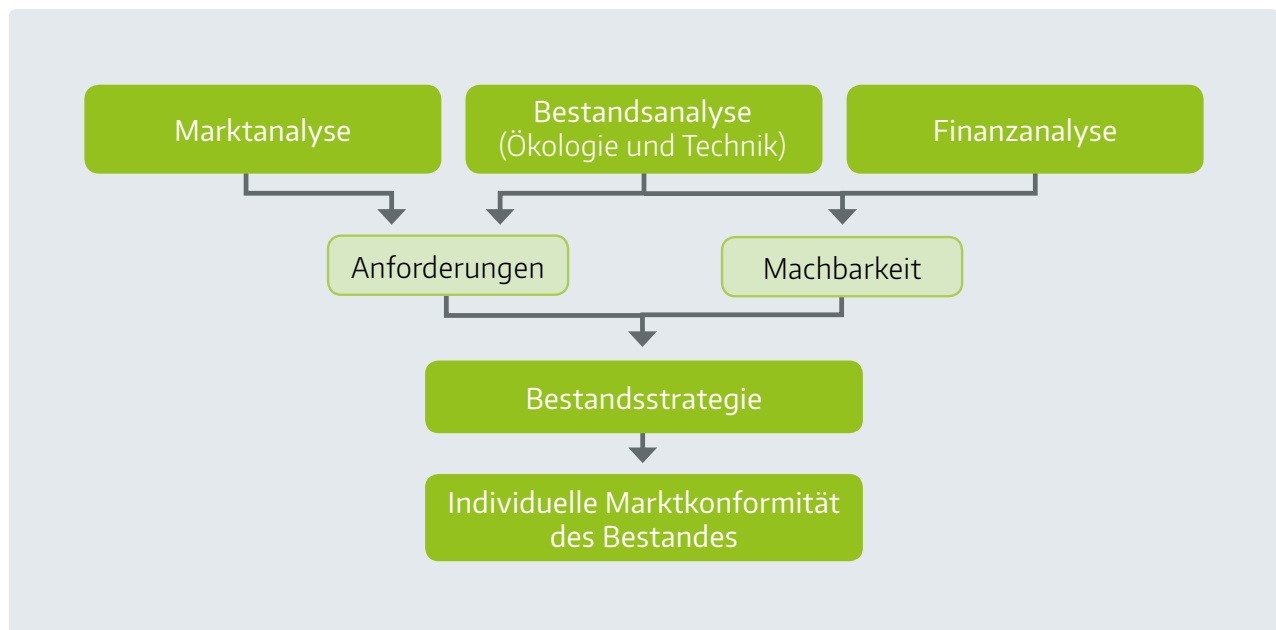 Marktanalyse
Bestandsanalyse
(Ökologie und Technik)
Finanzanalyse
Anforderungen
Machbarkeit
Bestandsstrategie
Individuelle Marktkonformität
des Bestandes